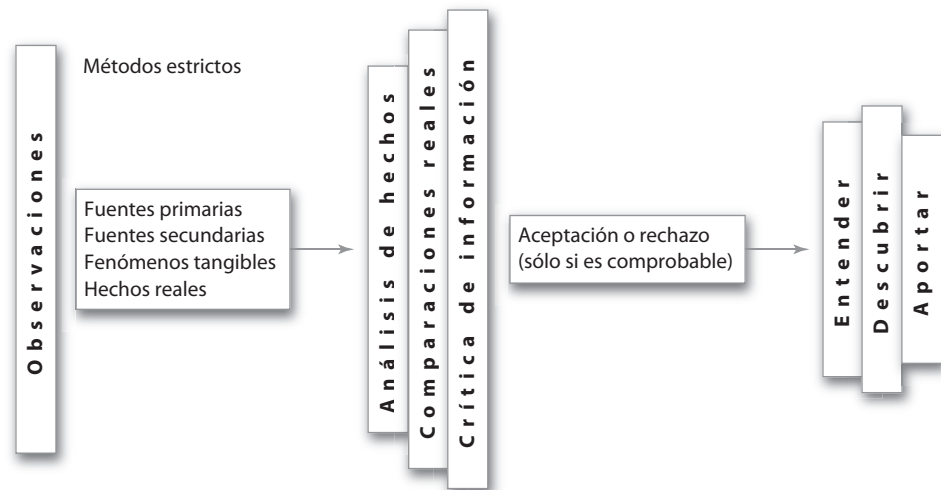 Observaciones
Métodos estrictos
Fuentes primarias
Fuentes secundarias
Fenómenos tangibles
Hechos reales
Análisis de hechos
Comparaciones reales
Crítica de información
Aceptación o rechazo
(sólo si es comprobable)
Entender
Descubrir
Aportar